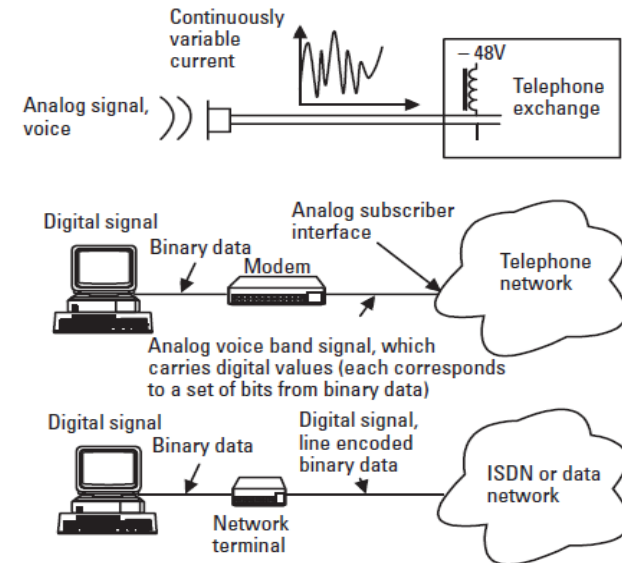 Continuously
variable
current
– 48V
Telephone
exchange
Analog signal,
voice
Analog subscriber
interface
Digital signal
Binary data
Modem
Telephone
network
Analog voice band signal, which
carries digital values (each corresponds
to a set of bits from binary data)
Digital signal
Binary data
Digital signal,
line encoded
binary data
ISDN or data
network
Network
terminal